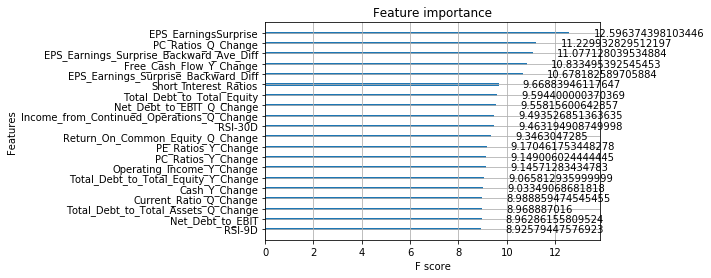 Feature importance
EPS_EarningsSurprise 12.596374398103446
PC_Ratios_Q_Change 11.229932829512197
EPS_Earnings_Surprise_Backward_Ave_Diff 11.077128039534884
Free_Cash_Flow_Y_Change 10.833495392545453
EPS_Earnings_Surprise_Backward_Diff 10.678182589705884
Short_Interest_Ratios 9.66883946117647
Total_Debt_to_Total_Equity 9.594400000370369
Net_Debt_to_EBIT_Q_Change 9.55815600642857
Income_from_Continued_Operations_Q_Change 9.493526851363635
RSI-30D 9.463194908749998
Return_On_Common_Equity_Q_Change 9.3463047285
PE_Ratios_Y_Change 9.170461753448278
PC_Ratios_Y_Change 9.149006024444445
Operating_Income_Y_Change 9.14571283434783
Total_Debt_to_Total_Equity_Y_Change 9.065812935999999
Cash_Y_Change 9.03349068681818
Current_Ratio_Q_Change 8.988859474545455
Total_Debt_to_Total_Assets_Q_Change 8.968887016
Net_Debt_to_EBIT 8.96286155809524
RSI-9D 8.92579447576923
Features
0 2 4 6 8 10 12
F score